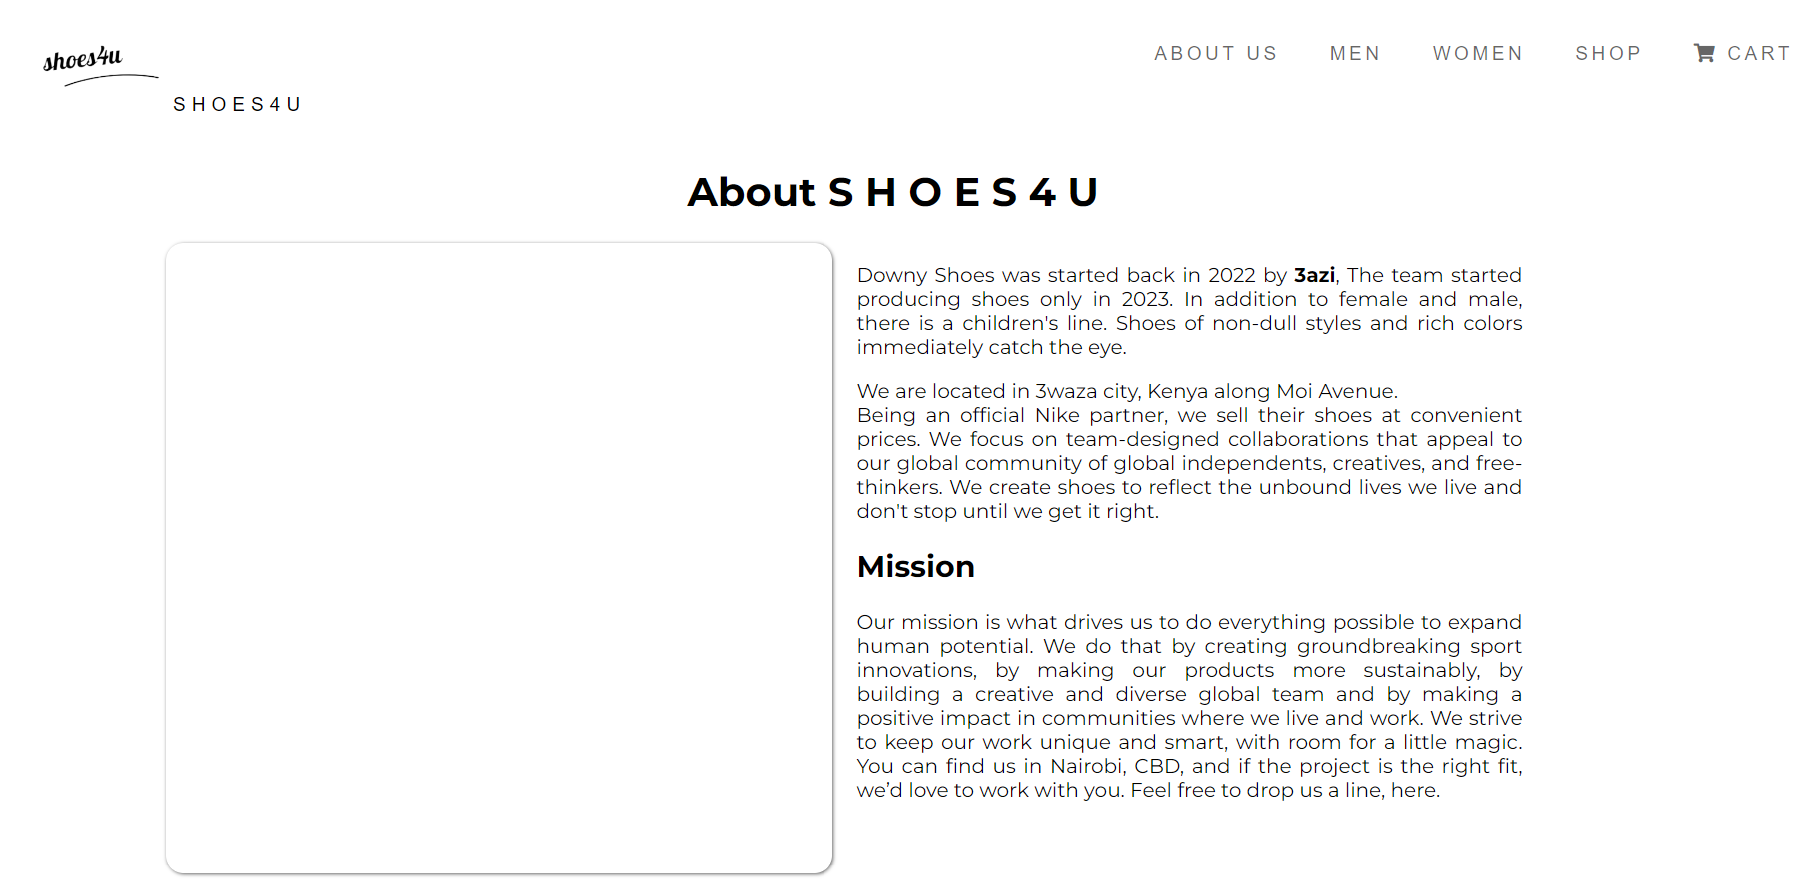 shoes4u
SHOES4U
ABOUT US MEN WOMEN SHOP CART
About S H O E S 4 U
Downy Shoes was started back in 2022 by 3azi, The team started
producing shoes only in 2023. In addition to female and male,
there is a children's line. Shoes of non-dull styles and rich colors
immediately catch the eye.
We are located in 3waza city, Kenya along Moi Avenue.
Being an official Nike partner, we sell their shoes at convenient
prices. We focus on team-designed collaborations that appeal to
our global community of global independents, creatives, and free-
thinkers. We create shoes to reflect the unbound lives we live and
don't stop until we get it right.
Mission
Our mission is what drives us to do everything possible to expand
human potential. We do that by creating groundbreaking sport
innovations, by making our products more sustainably, by
building a creative and diverse global team and by making a
positive impact in communities where we live and work. We strive
to keep our work unique and smart, with room for a little magic.
You can find us in Nairobi, CBD, and if the project is the right fit,
we’d love to work with you. Feel free to drop us a line, here.